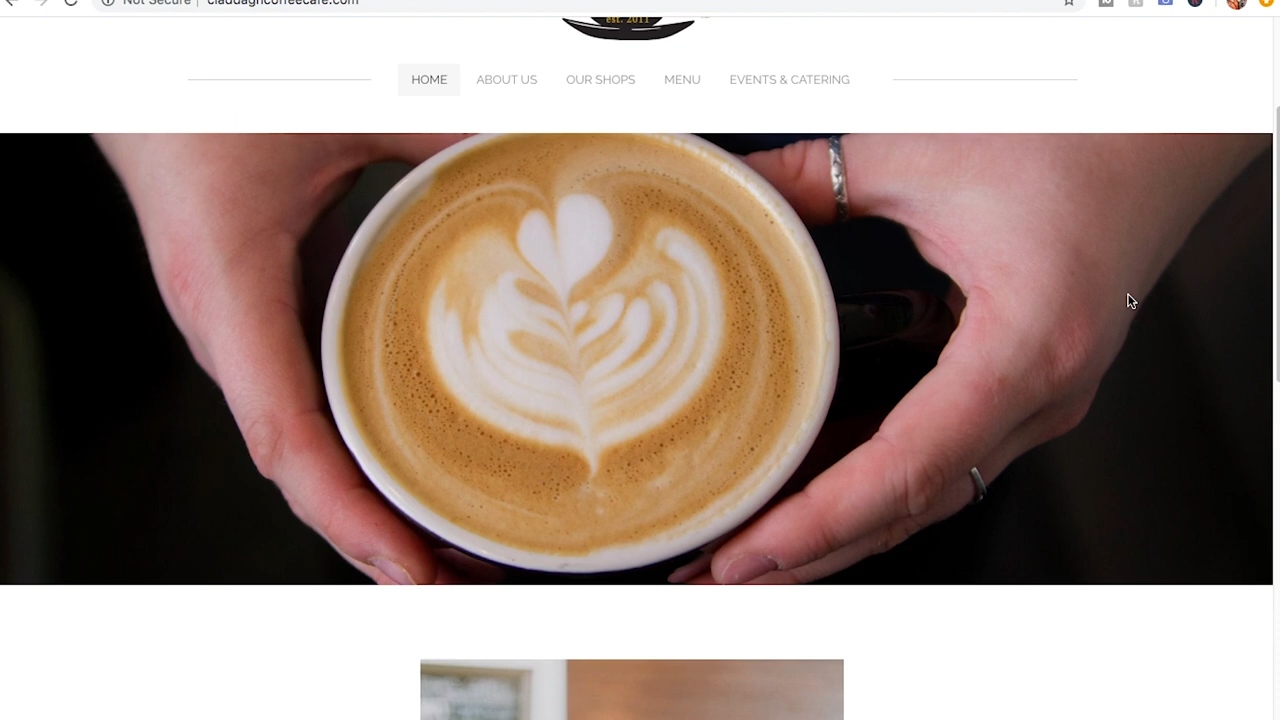 Not Secure | claddaghcoffeecafe.com
est. 2011
HOME ABOUT US OUR SHOPS MENU EVENTS & CATERING